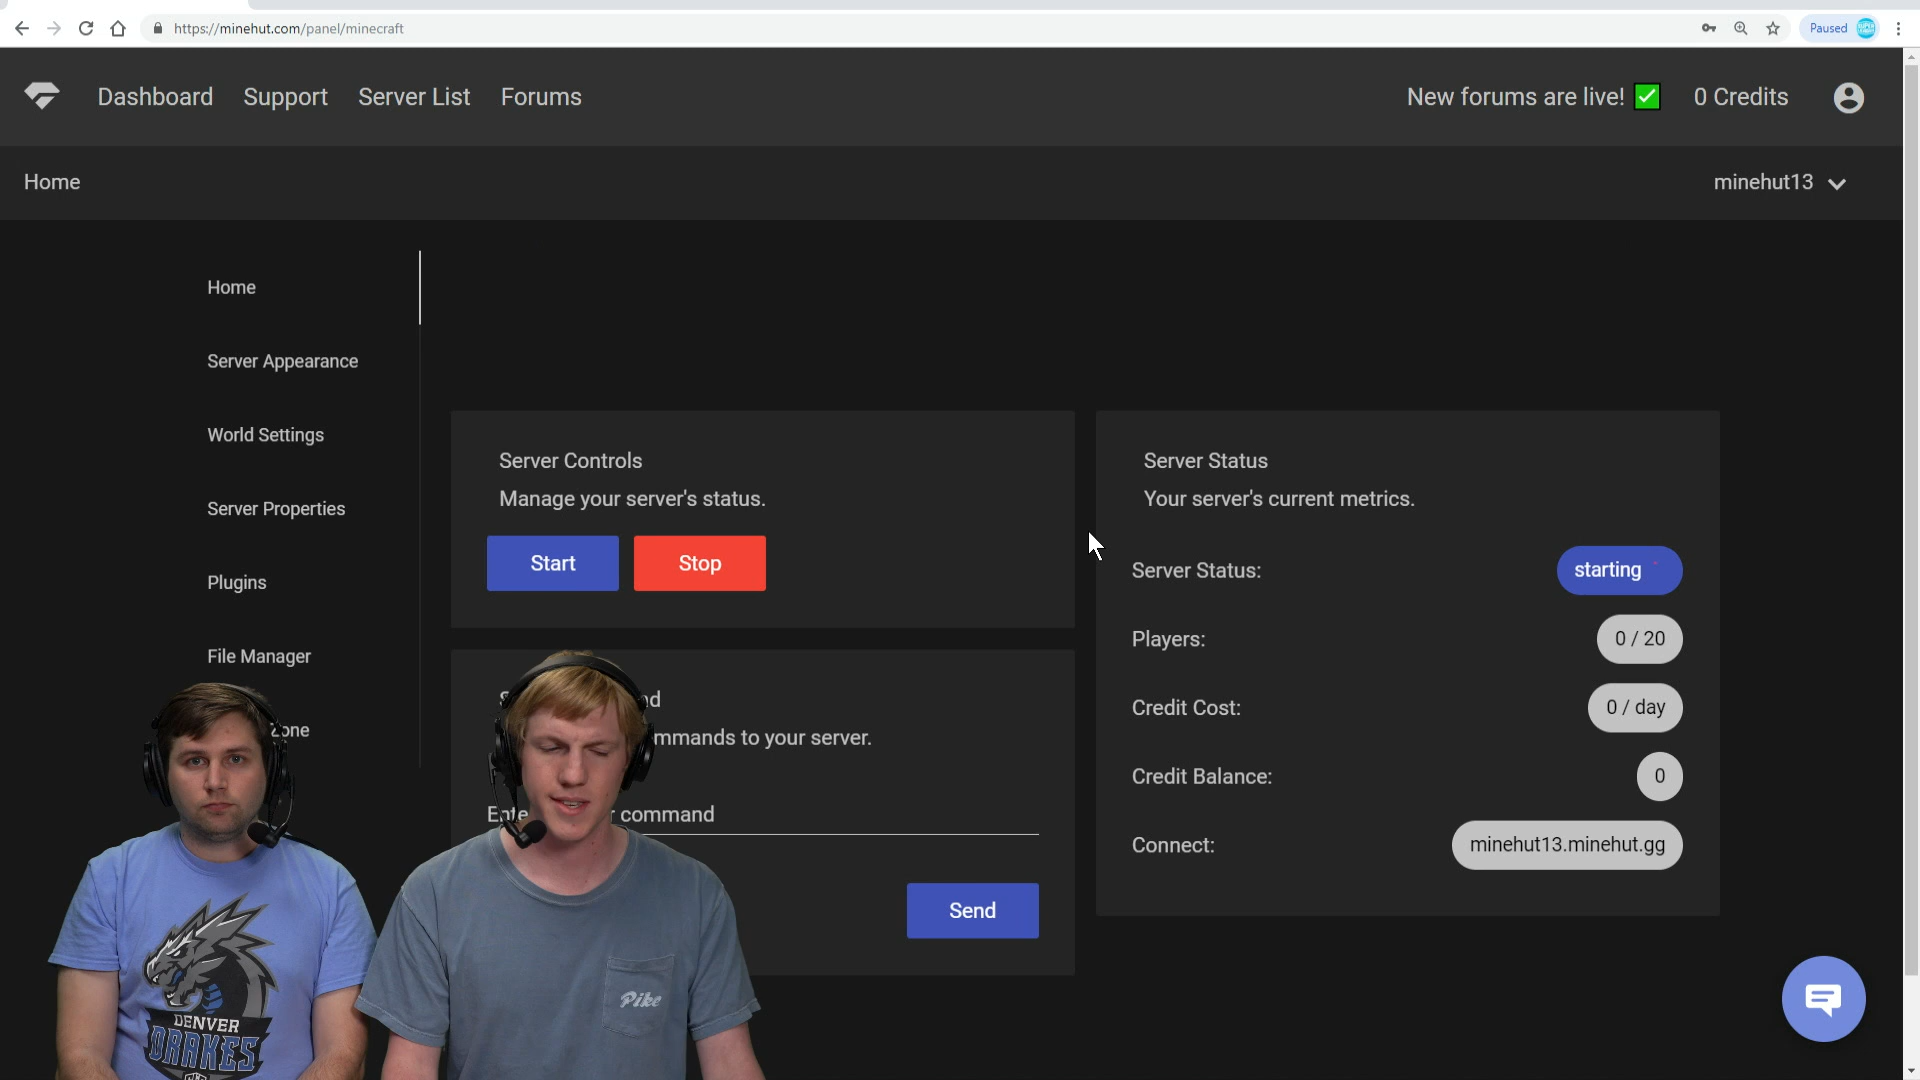 https://minehut.com/panel/minecraft
Paused
Dashboard Support Server List Forums
New forums are live! 0 Credits
Home
minehut13
Home
Server Appearance
World Settings
Server Properties
Plugins
File Manager
Zone
Server Controls
Manage your server's status.
Start Stop
mmands to your server.
command
Send
Server Status
Your server's current metrics.
Server Status: starting
Players: 0 / 20
Credit Cost: 0 / day
Credit Balance: 0
Connect: minehut13.minehut.gg
DENVER
DRAKES
Pike